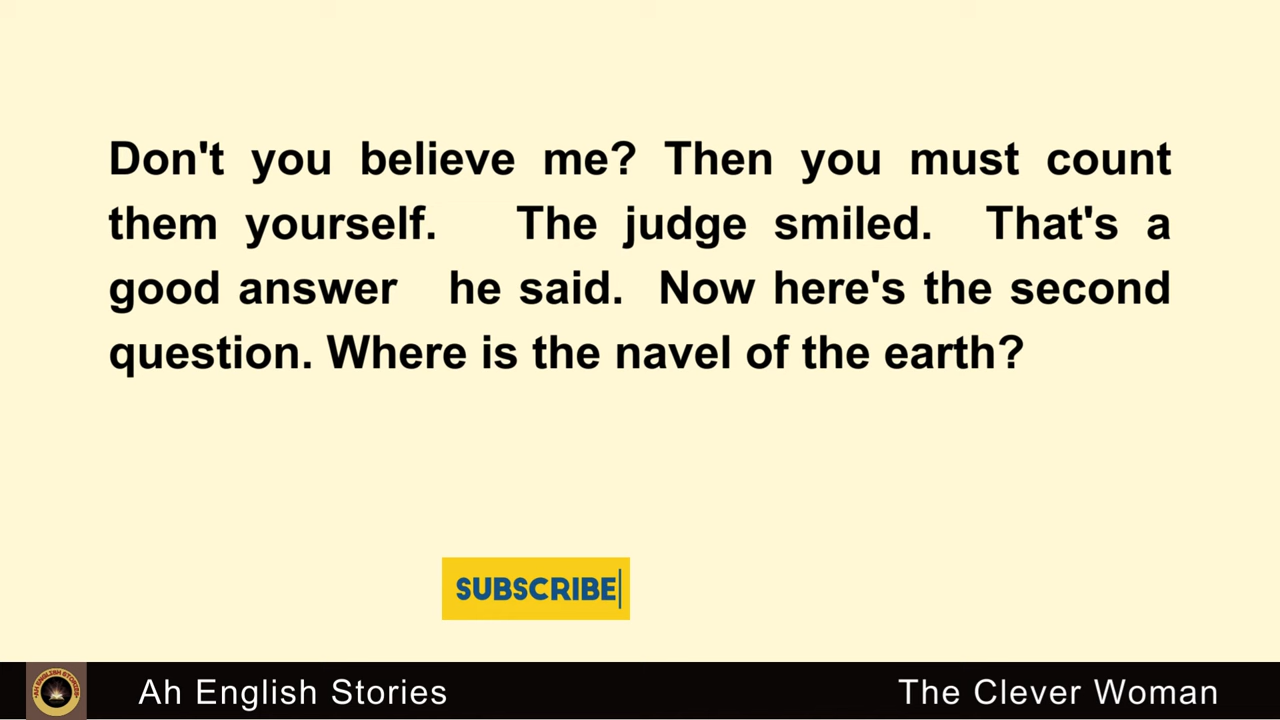 Don't you believe me? Then you must count
them yourself. The judge smiled. That's a
good answer he said. Now here's the second
question. Where is the navel of the earth?
SUBSCRIBE
Ah English Stories
The Clever Woman